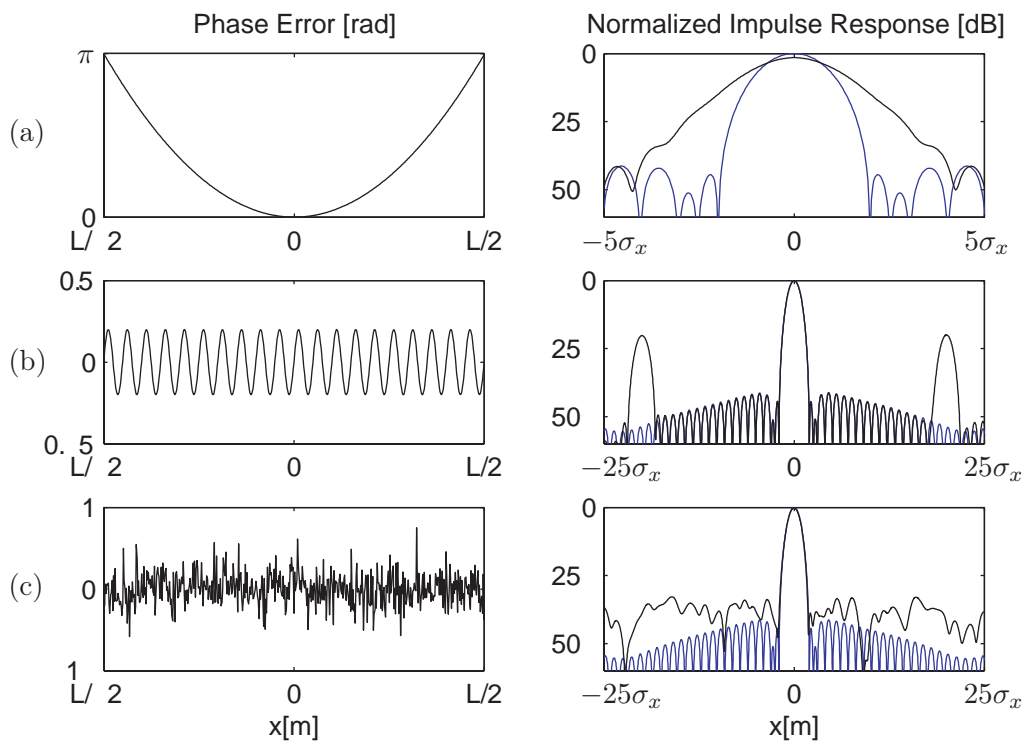 Phase Error [rad] Normalized Impulse Response [dB]
(a)
π
0
L/ 2 0 L/2
0
25
50
−5σx 0 5σx
(b)
0.5
0
0. 5
L/ 2 0 L/2
0
25
50
−25σx 0 25σx
(c)
1
0
1
L/ 2 0 L/2
x[m]
0
25
50
−25σx 0 25σx
x[m]